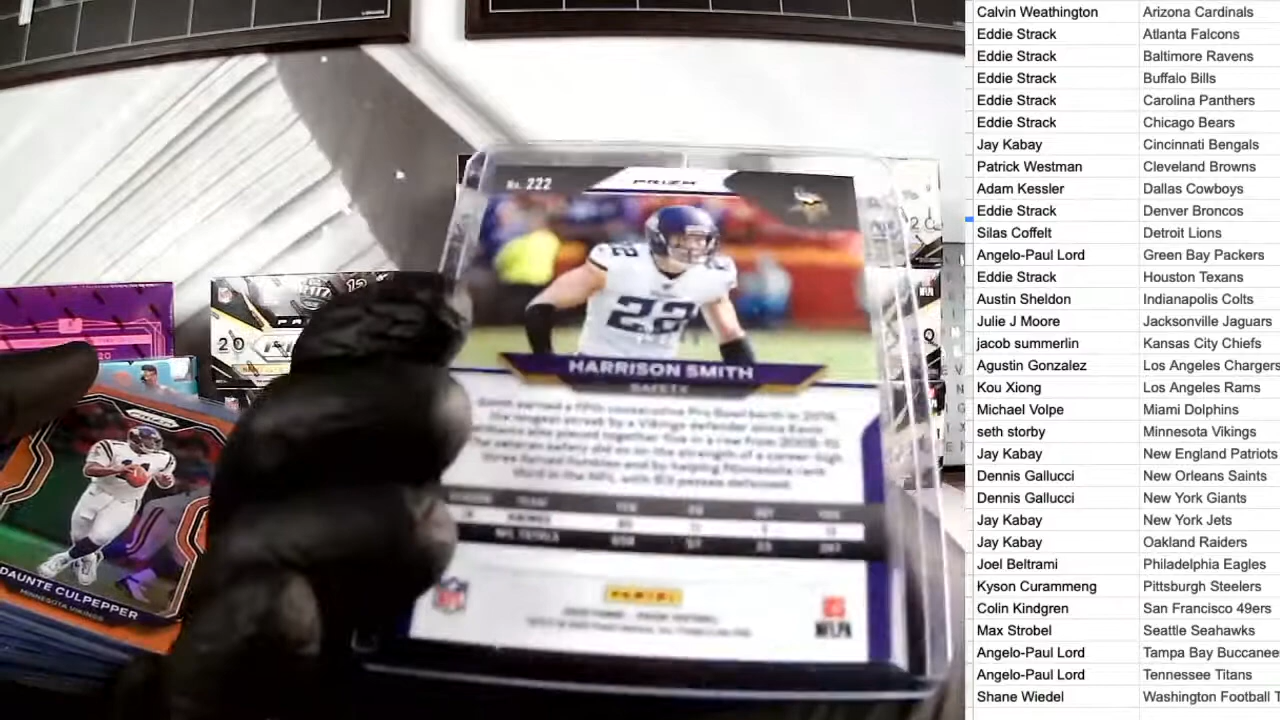 No. 222
PRIZM
HARRISON SMITH
SAFETY
PANINI
NFL
NFLPA
20
20
PRIZM
DAUNTE CULPEPPER
MINNESOTA VIKINGS
22
Calvin Weathington Arizona Cardinals
Eddie Strack Atlanta Falcons
Eddie Strack Baltimore Ravens
Eddie Strack Buffalo Bills
Eddie Strack Carolina Panthers
Eddie Strack Chicago Bears
Jay Kabay Cincinnati Bengals
Patrick Westman Cleveland Browns
Adam Kessler Dallas Cowboys
Eddie Strack Denver Broncos
Silas Coffelt Detroit Lions
Angelo-Paul Lord Green Bay Packers
Eddie Strack Houston Texans
Austin Sheldon Indianapolis Colts
Julie J Moore Jacksonville Jaguars
jacob summerlin Kansas City Chiefs
Agustin Gonzalez Los Angeles Chargers
Kou Xiong Los Angeles Rams
Michael Volpe Miami Dolphins
seth storby Minnesota Vikings
Jay Kabay New England Patriots
Dennis Gallucci New Orleans Saints
Dennis Gallucci New York Giants
Jay Kabay New York Jets
Jay Kabay Oakland Raiders
Joel Beltrami Philadelphia Eagles
Kyson Curammeng Pittsburgh Steelers
Colin Kindgren San Francisco 49ers
Max Strobel Seattle Seahawks
Angelo-Paul Lord Tampa Bay Buccanee
Angelo-Paul Lord Tennessee Titans
Shane Wiedel Washington Football T